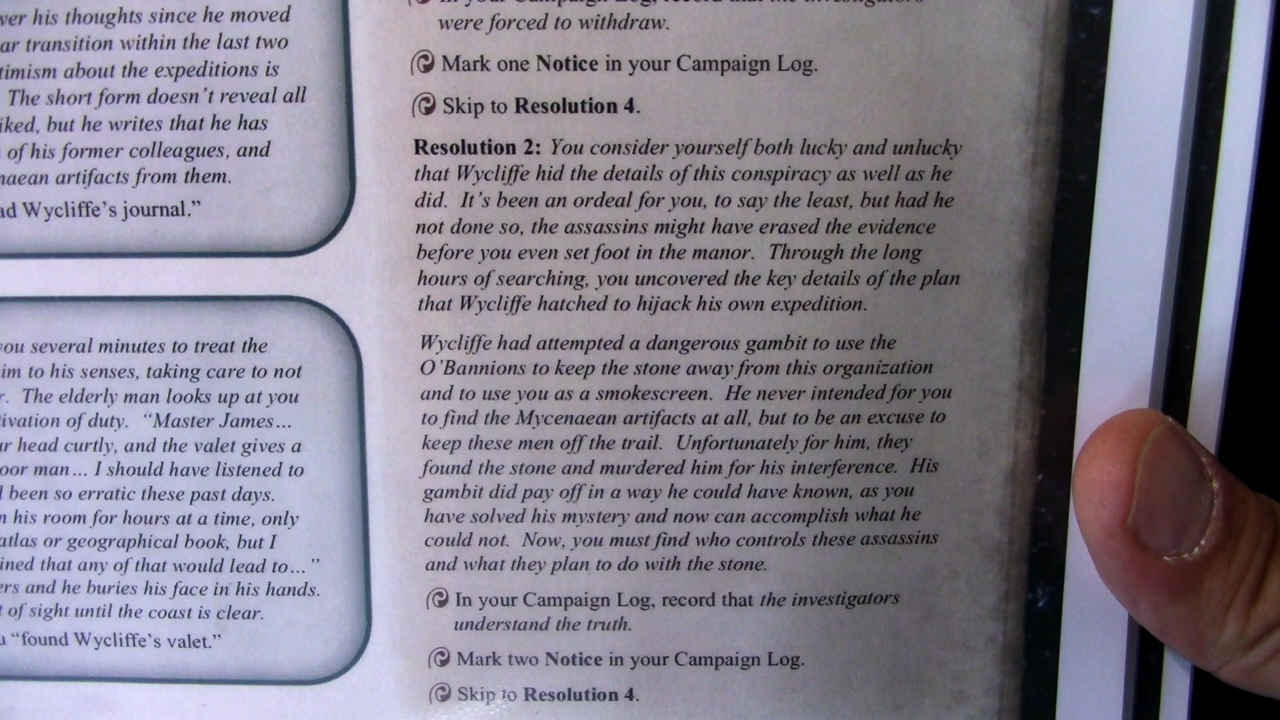 ver his thoughts since he moved
ar transition within the last two
timism about the expeditions is
The short form doesn't reveal all
iked, but he writes that he has
of his former colleagues, and
naean artifacts from them.
ad Wycliffe's journal."
you several minutes to treat the
im to his senses, taking care to not
r. The elderly man looks up at you
tivation of duty. "Master James...
ur head curtly, and the valet gives a
oor man... I should have listened to
l been so erratic these past days.
n his room for hours at a time, only
atlas or geographical book, but I
ined that any of that would lead to..."
ers and he buries his face in his hands.
t of sight until the coast is clear.
u "found Wycliffe's valet."
In your Campaign Log, record that the investigators
were forced to withdraw.
Mark one Notice in your Campaign Log.
Skip to Resolution 4.
Resolution 2: You consider yourself both lucky and unlucky
that Wycliffe hid the details of this conspiracy as well as he
did. It's been an ordeal for you, to say the least, but had he
not done so, the assassins might have erased the evidence
before you even set foot in the manor. Through the long
hours of searching, you uncovered the key details of the plan
that Wycliffe hatched to hijack his own expedition.
Wycliffe had attempted a dangerous gambit to use the
O'Bannions to keep the stone away from this organization
and to use you as a smokescreen. He never intended for you
to find the Mycenaean artifacts at all, but to be an excuse to
keep these men off the trail. Unfortunately for him, they
found the stone and murdered him for his interference. His
gambit did pay off in a way he could have known, as you
have solved his mystery and now can accomplish what he
could not. Now, you must find who controls these assassins
and what they plan to do with the stone.
In your Campaign Log, record that the investigators
understand the truth.
Mark two Notice in your Campaign Log.
Skip to Resolution 4.